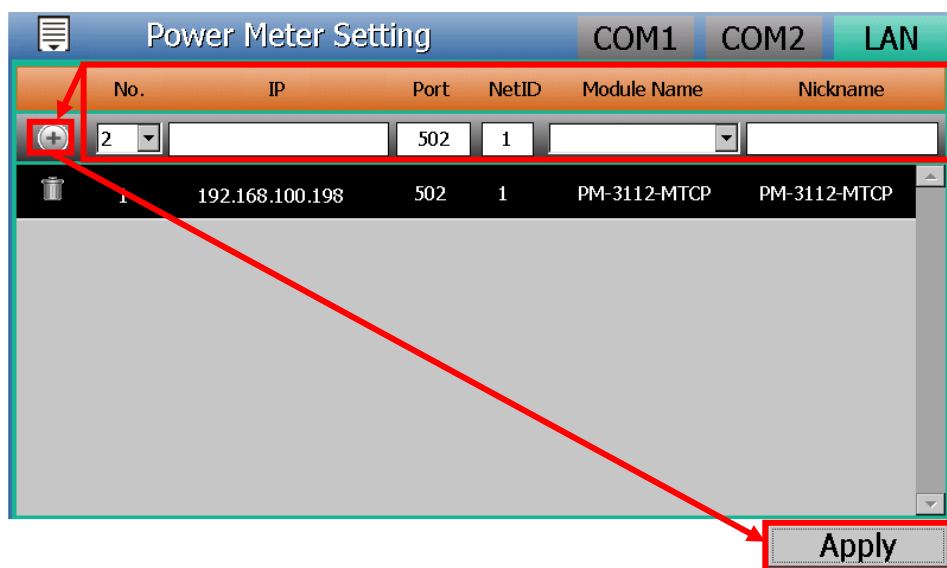 Power Meter Setting COM1 COM2 LAN
No. IP Port NetID Module Name Nickname
2 502 1
1 192.168.100.198 502 1 PM-3112-MTCP PM-3112-MTCP
Apply